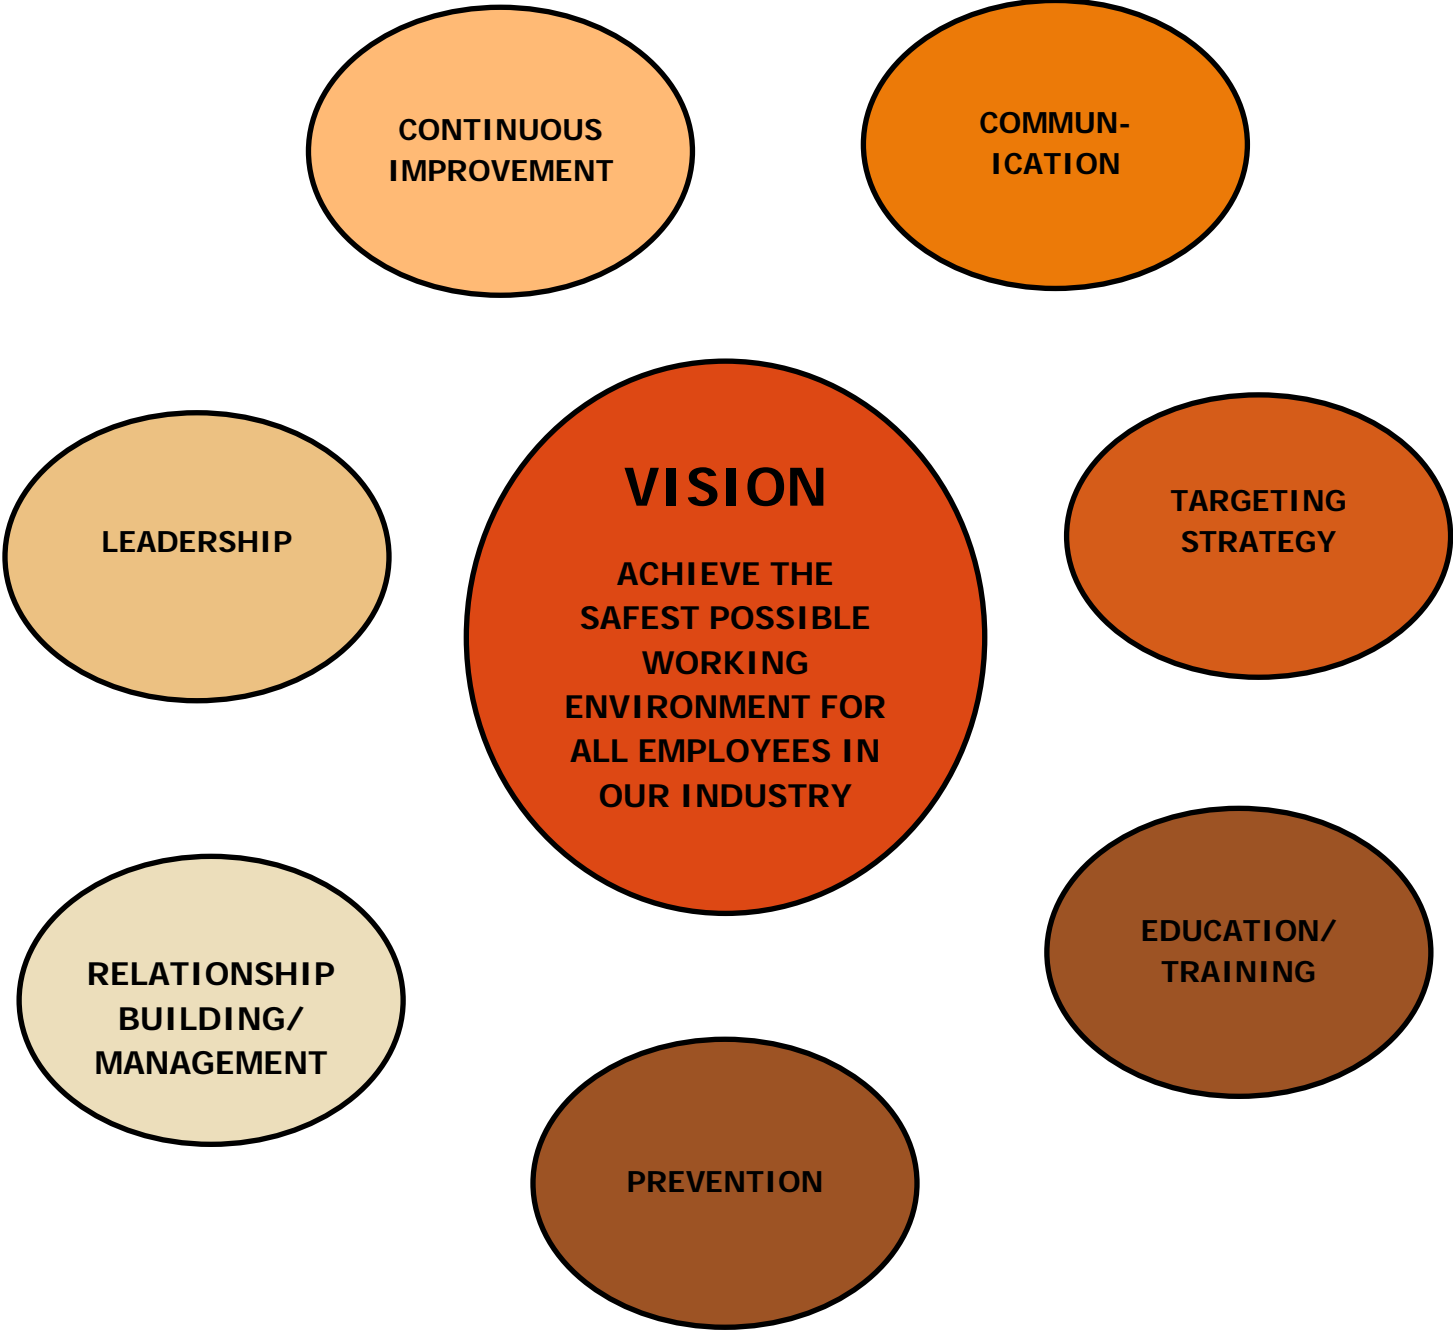 CONTINUOUS
IMPROVEMENT
COMMUN-
ICATION
LEADERSHIP
VISION
ACHIEVE THE
SAFEST POSSIBLE
WORKING
ENVIRONMENT FOR
ALL EMPLOYEES IN
OUR INDUSTRY
TARGETING
STRATEGY
RELATIONSHIP
BUILDING/
MANAGEMENT
EDUCATION/
TRAINING
PREVENTION